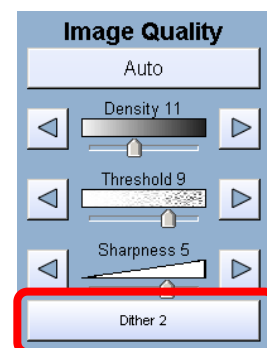 Image Quality
Auto
Density 11
Threshold 9
Sharpness 5
Dither 2